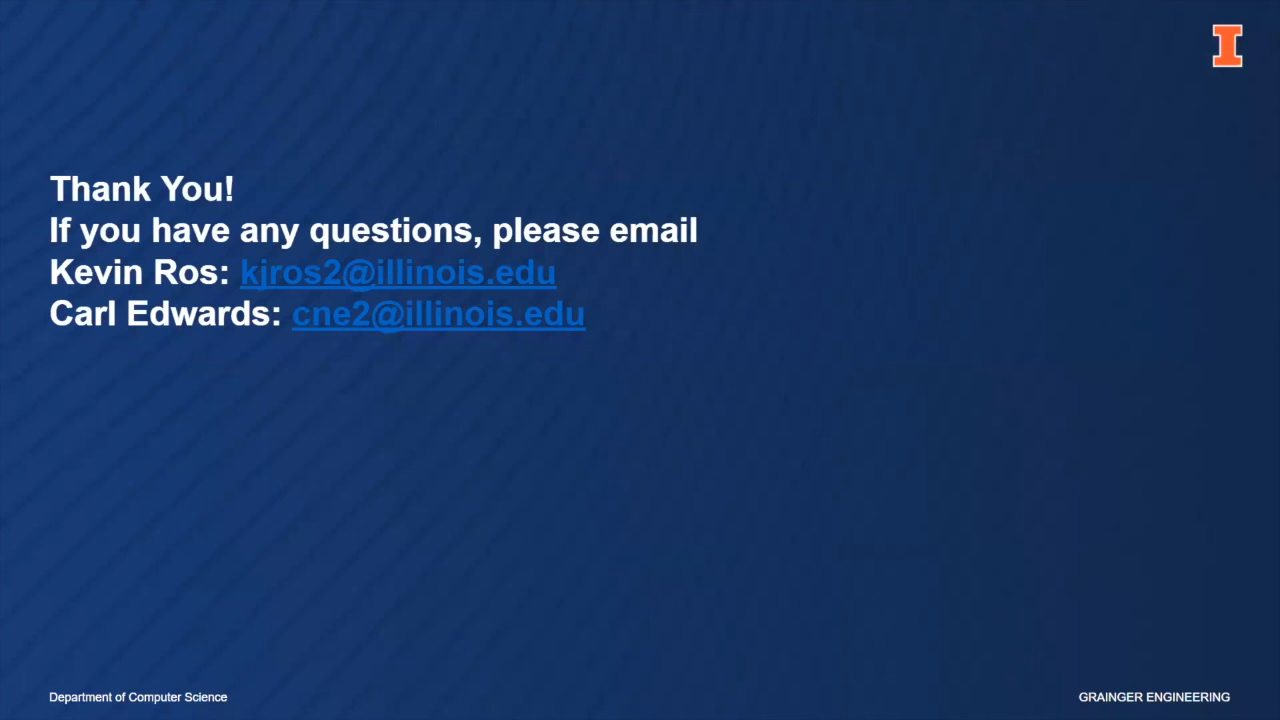 I
Thank You!
If you have any questions, please email
Kevin Ros: kjros2@illinois.edu
Carl Edwards: cne2@illinois.edu
Department of Computer Science
GRAINGER ENGINEERING